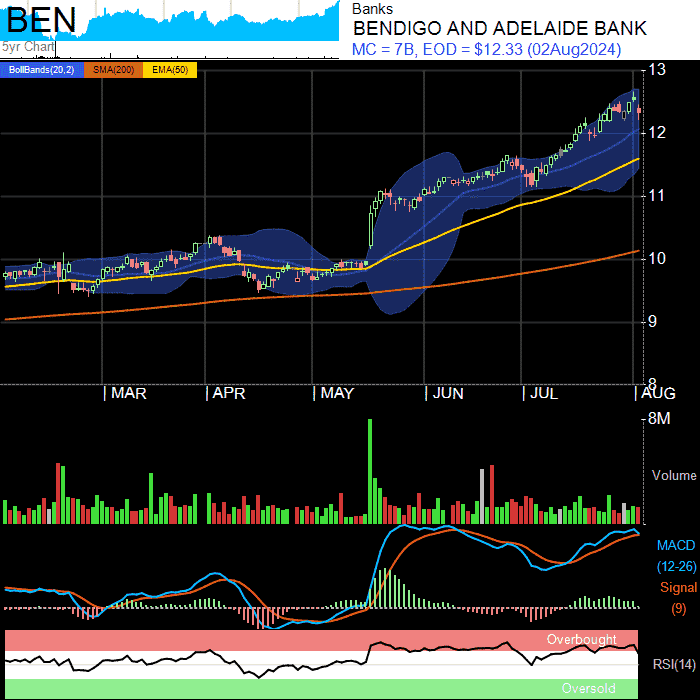 BEN
5yr Chart
Banks
BENDIGO AND ADELAIDE BANK
MC = 7B, EOD = $12.33 (02Aug2024)
BollBands(20,2) SMA(200) EMA(50)
13
12
11
10
9
8
| MAR | APR | MAY | JUN | JUL | AUG
8M
Volume
MACD
(12-26)
Signal
(9)
Overbought
RSI(14)
Oversold